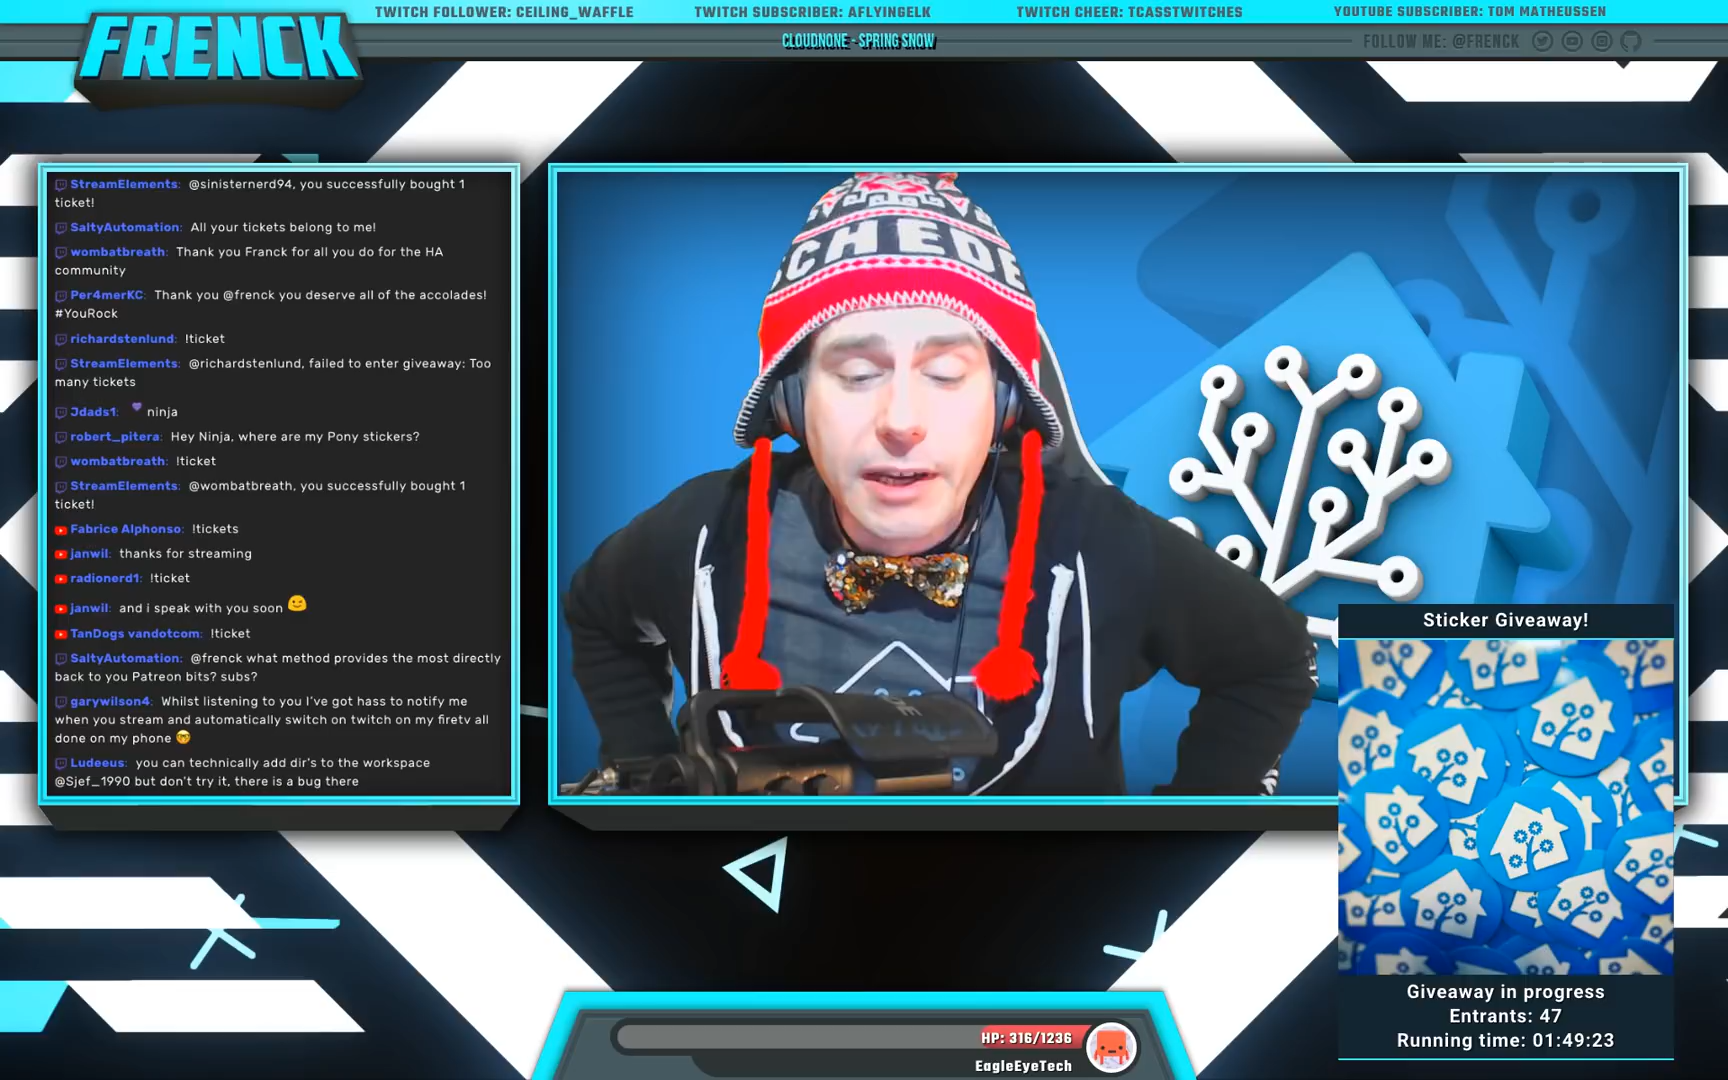 TWITCH FOLLOWER: CEILING_WAFFLE
TWITCH SUBSCRIBER: AFLYINGELK
TWITCH CHEER: TCASSTWITCHES
YOUTUBE SUBSCRIBER: TOM MATHEUSSEN
FRENCK
CLOUDNONE - SPRING SNOW
FOLLOW ME: @FRENCK
StreamElements: @sinisternerd94, you successfully bought 1
ticket!
SaltyAutomation: All your tickets belong to me!
wombatbreath: Thank you Franck for all you do for the HA
community
Per4merKC: Thank you @frenck you deserve all of the accolades!
#YouRock
richardstenlund: !ticket
StreamElements: @richardstenlund, failed to enter giveaway: Too
many tickets
Jdads1: 💜 ninja
robert_pitera: Hey Ninja, where are my Pony stickers?
wombatbreath: !ticket
StreamElements: @wombatbreath, you successfully bought 1
ticket!
Fabrice Alphonso: !tickets
janwil: thanks for streaming
radionerd1: !ticket
janwil: and i speak with you soon 😉
TanDogs vandotcom: !ticket
SaltyAutomation: @frenck what method provides the most directly
back to you Patreon bits? subs?
garywilson4: Whilst listening to you I've got hass to notify me
when you stream and automatically switch on twitch on my firetv all
done on my phone 🤓
Ludeeus: you can technically add dir's to the workspace
@Sjef_1990 but don't try it, there is a bug there
SCHEDE
Sticker Giveaway!
Giveaway in progress
Entrants: 47
Running time: 01:49:23
HP: 316/1236
EagleEyeTech